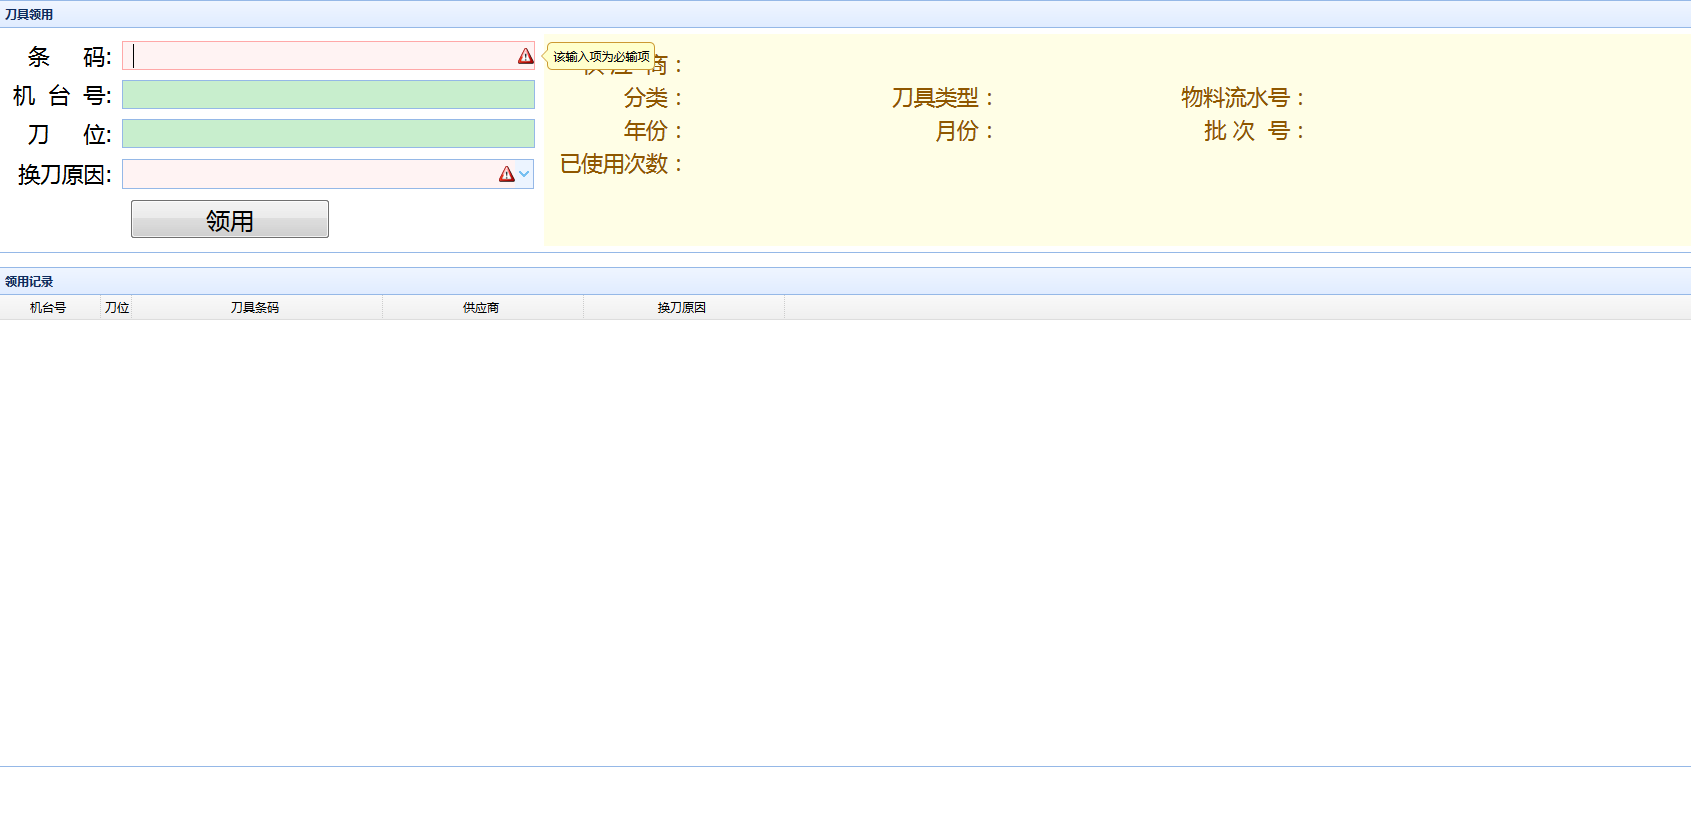 刀具领用
条 码:
该输入项为必输项
商：
机 台 号:
分类： 刀具类型： 物料流水号：
刀 位:
年份： 月份： 批 次 号：
换刀原因:
已使用次数：
领用
领用记录
机台号 刀位 刀具条码 供应商 换刀原因